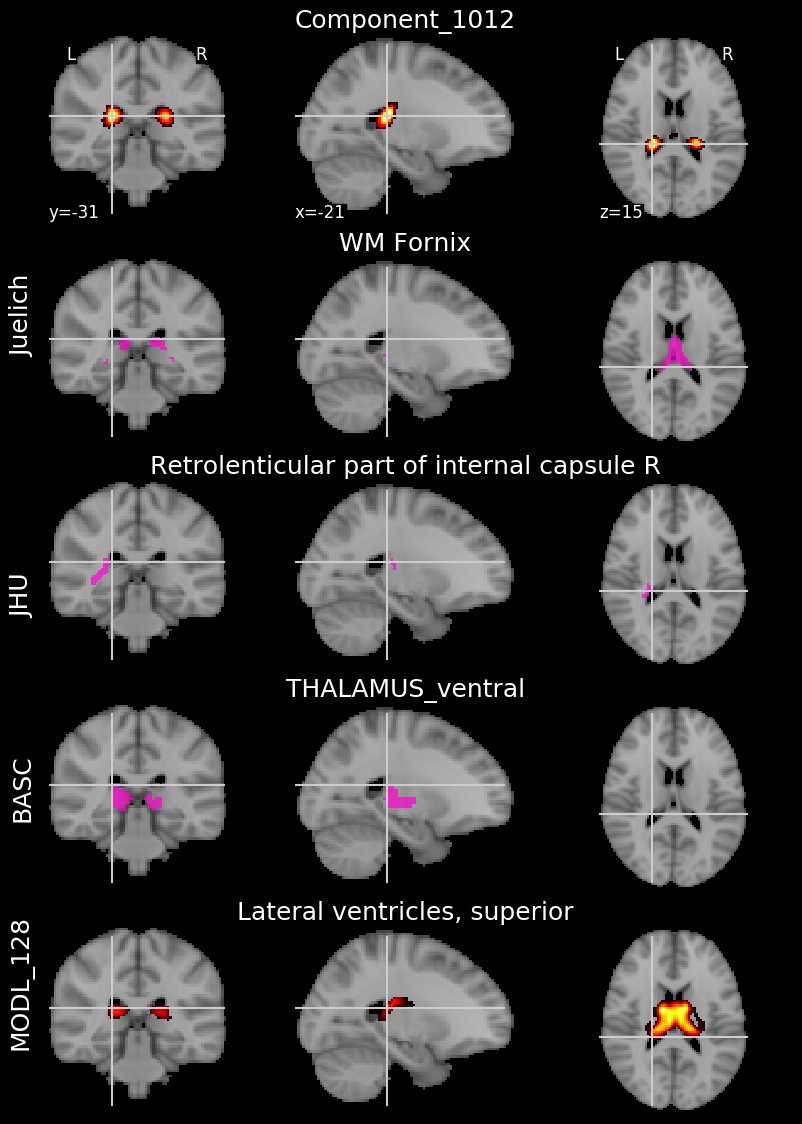 Component_1012
L
R
L
R
y=-31
x=-21
z=15
WM Fornix
Juelich
Retrolenticular part of internal capsule R
JHU
THALAMUS_ventral
BASC
Lateral ventricles, superior
MODL_128